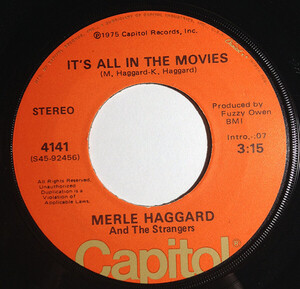 ℗1975 Capitol Records, Inc.
IT'S ALL IN THE MOVIES
(M. Haggard-K. Haggard)
STEREO
4141
(S45-92456)
Produced by
Fuzzy Owen
BMI
Intro.-.07
3:15
All Rights Reserved.
Unauthorized
Duplication is a
Violation of
Applicable Laws.
MERLE HAGGARD
And The Strangers
Capitol®